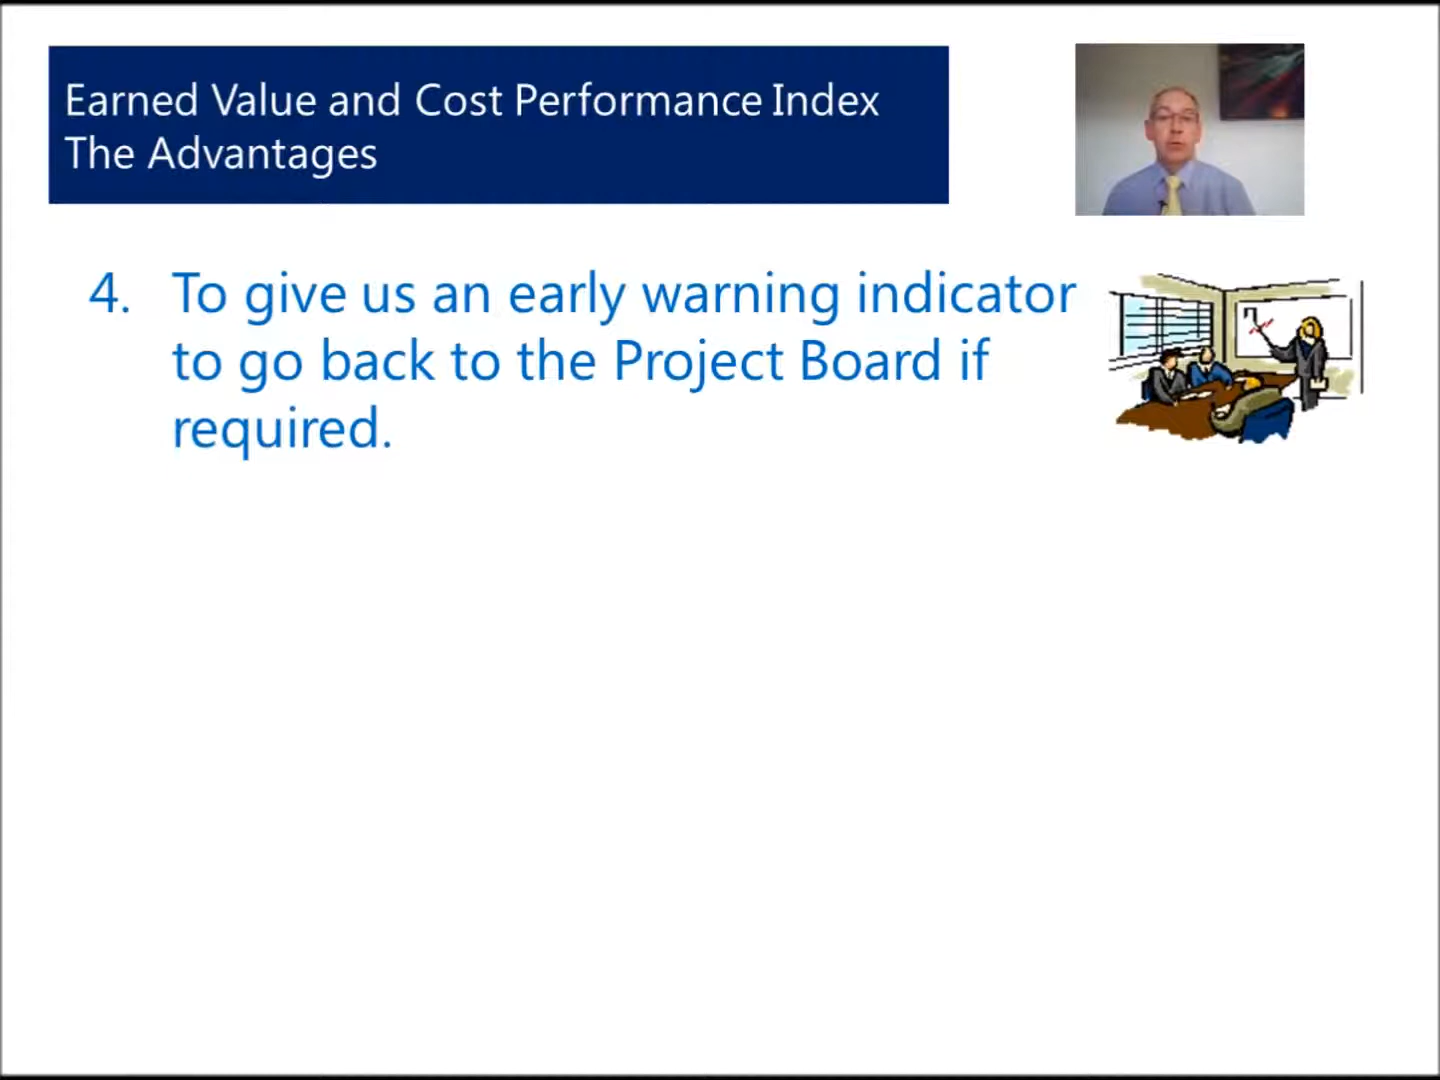 Earned Value and Cost Performance Index
The Advantages
4. To give us an early warning indicator
to go back to the Project Board if
required.